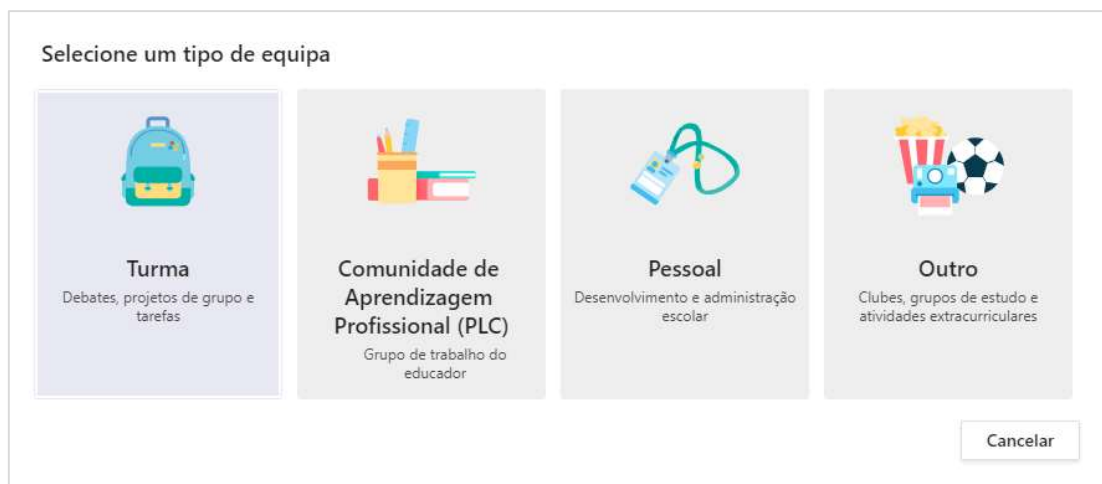 Selecione um tipo de equipa
Turma
Debates, projetos de grupo e
tarefas
Comunidade de
Aprendizagem
Profissional (PLC)
Grupo de trabalho do
educador
Pessoal
Desenvolvimento e administração
escolar
Outro
Clubes, grupos de estudo e
atividades extracurriculares
Cancelar